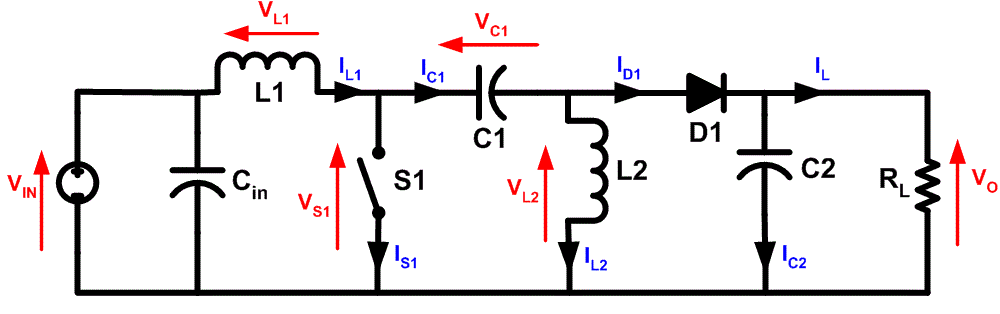 VL1
VC1
IL1
IC1
ID1
IL
L1
C1
D1
VIN
Cin
VS1
S1
VL2
L2
C2
RL
VO
IS1
IL2
IC2